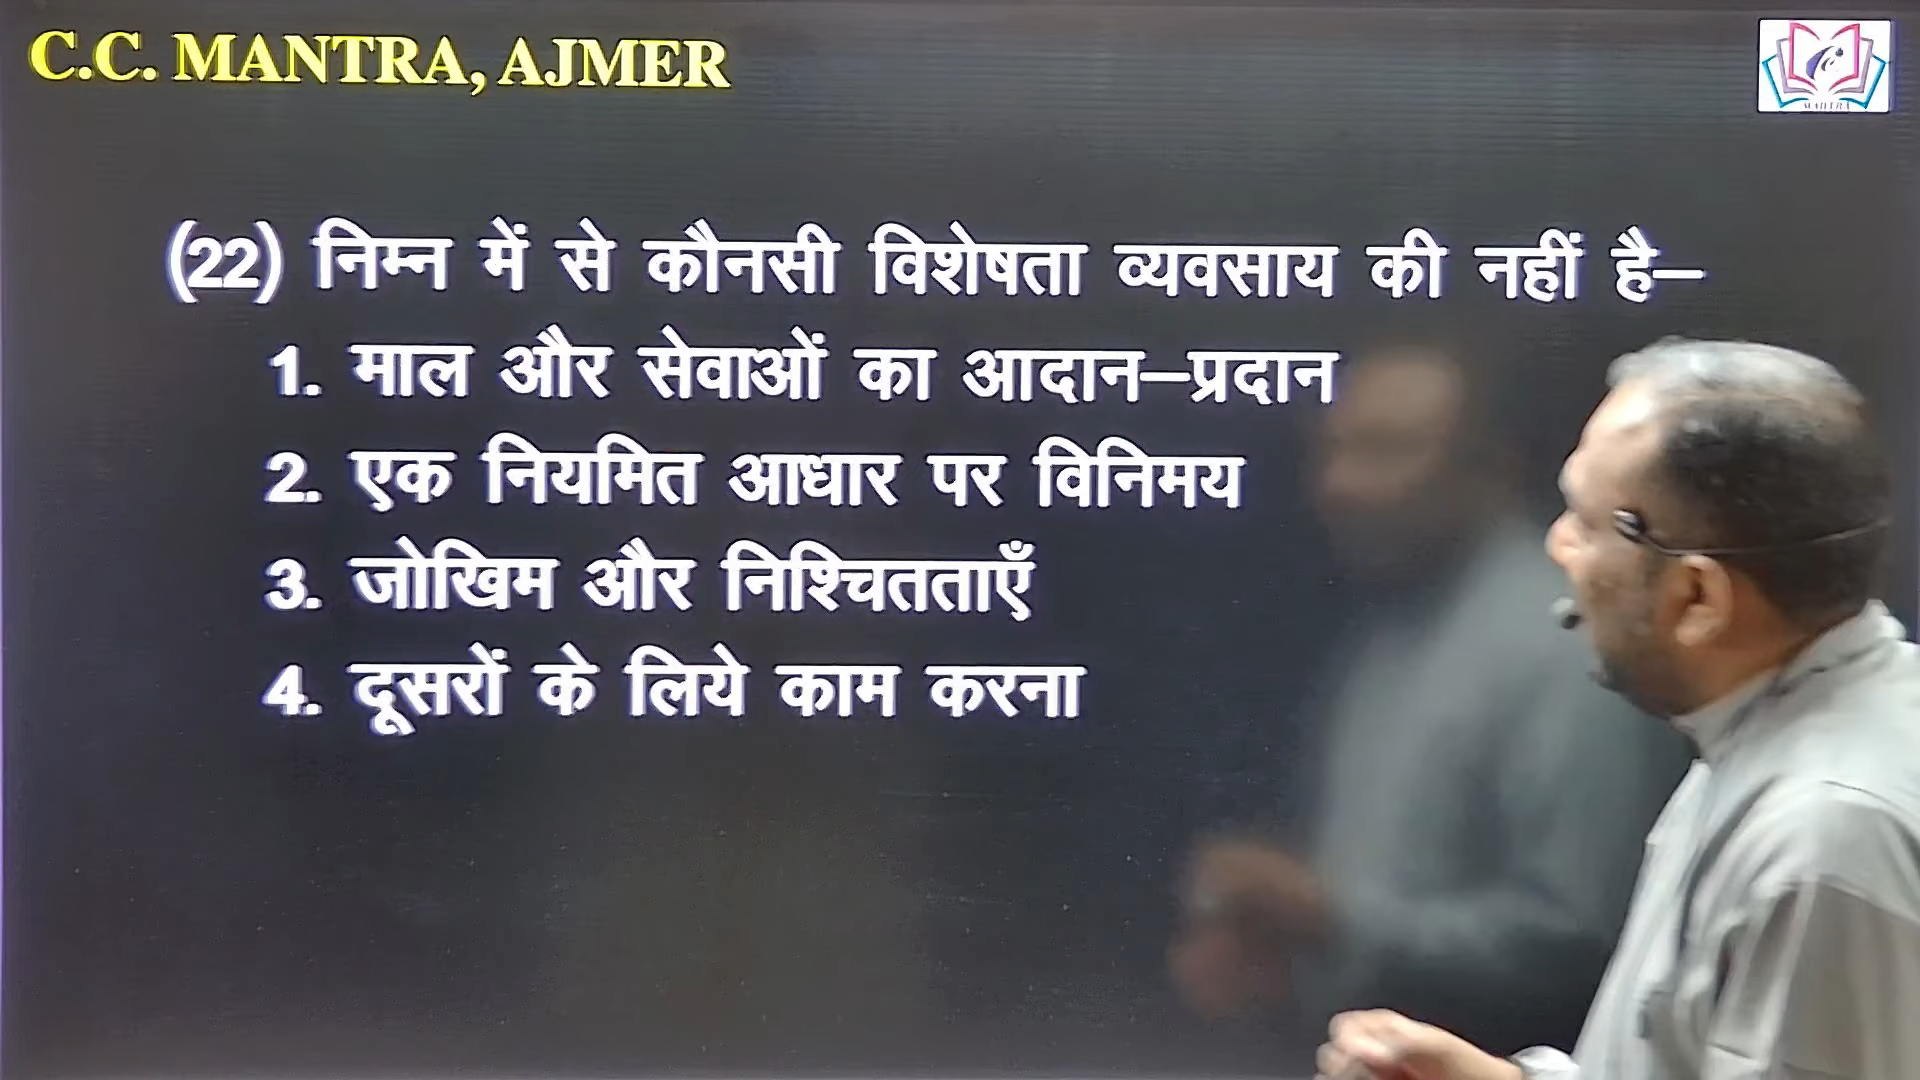 C.C. MANTRA, AJMER
MANTRA
(22) निम्न में से कौनसी विशेषता व्यवसाय की नहीं है–
1. माल और सेवाओं का आदान–प्रदान
2. एक नियमित आधार पर विनिमय
3. जोखिम और निश्चितताएँ
4. दूसरों के लिये काम करना